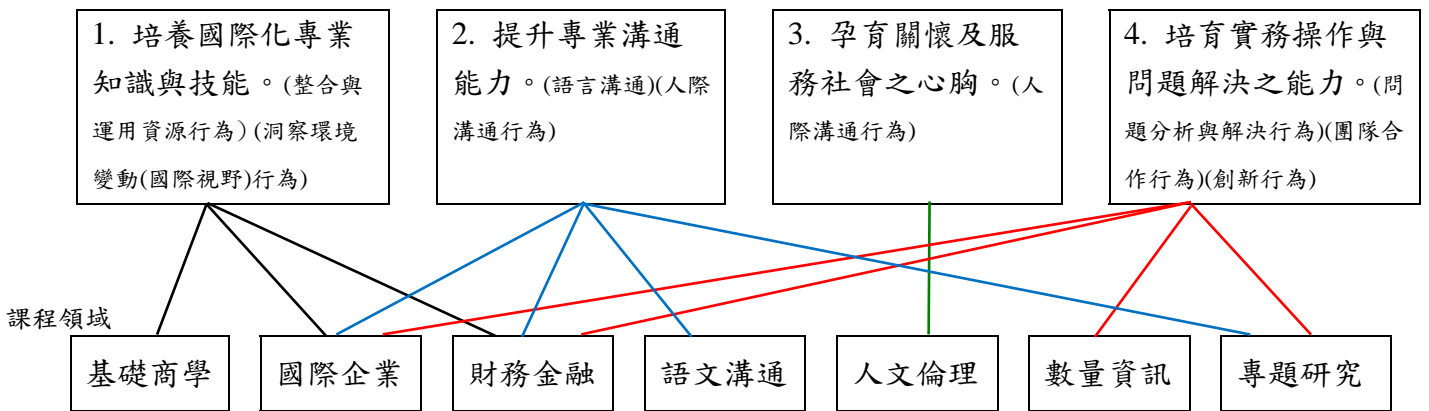 1. 培養國際化專業
知識與技能。(整合與
運用資源行為）(洞察環境
變動(國際視野)行為)
2. 提升專業溝通
能力。(語言溝通)(人際
溝通行為)
3. 孕育關懷及服
務社會之心胸。(人
際溝通行為)
4. 培育實務操作與
問題解決之能力。(問
題分析與解決行為)(團隊合
作行為)(創新行為)
課程領域
基礎商學
國際企業
財務金融
語文溝通
人文倫理
數量資訊
專題研究